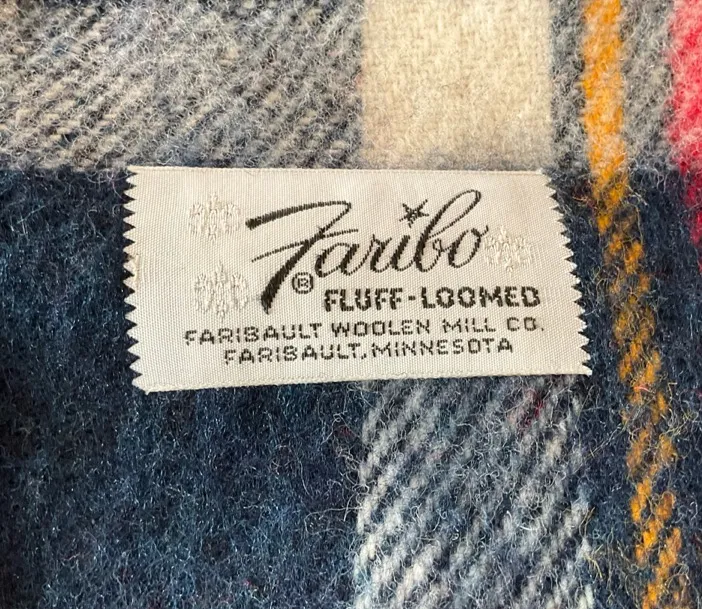 Faribo
® FLUFF-LOOMED
FARIBAULT WOOLEN MILL CO.
FARIBAULT, MINNESOTA